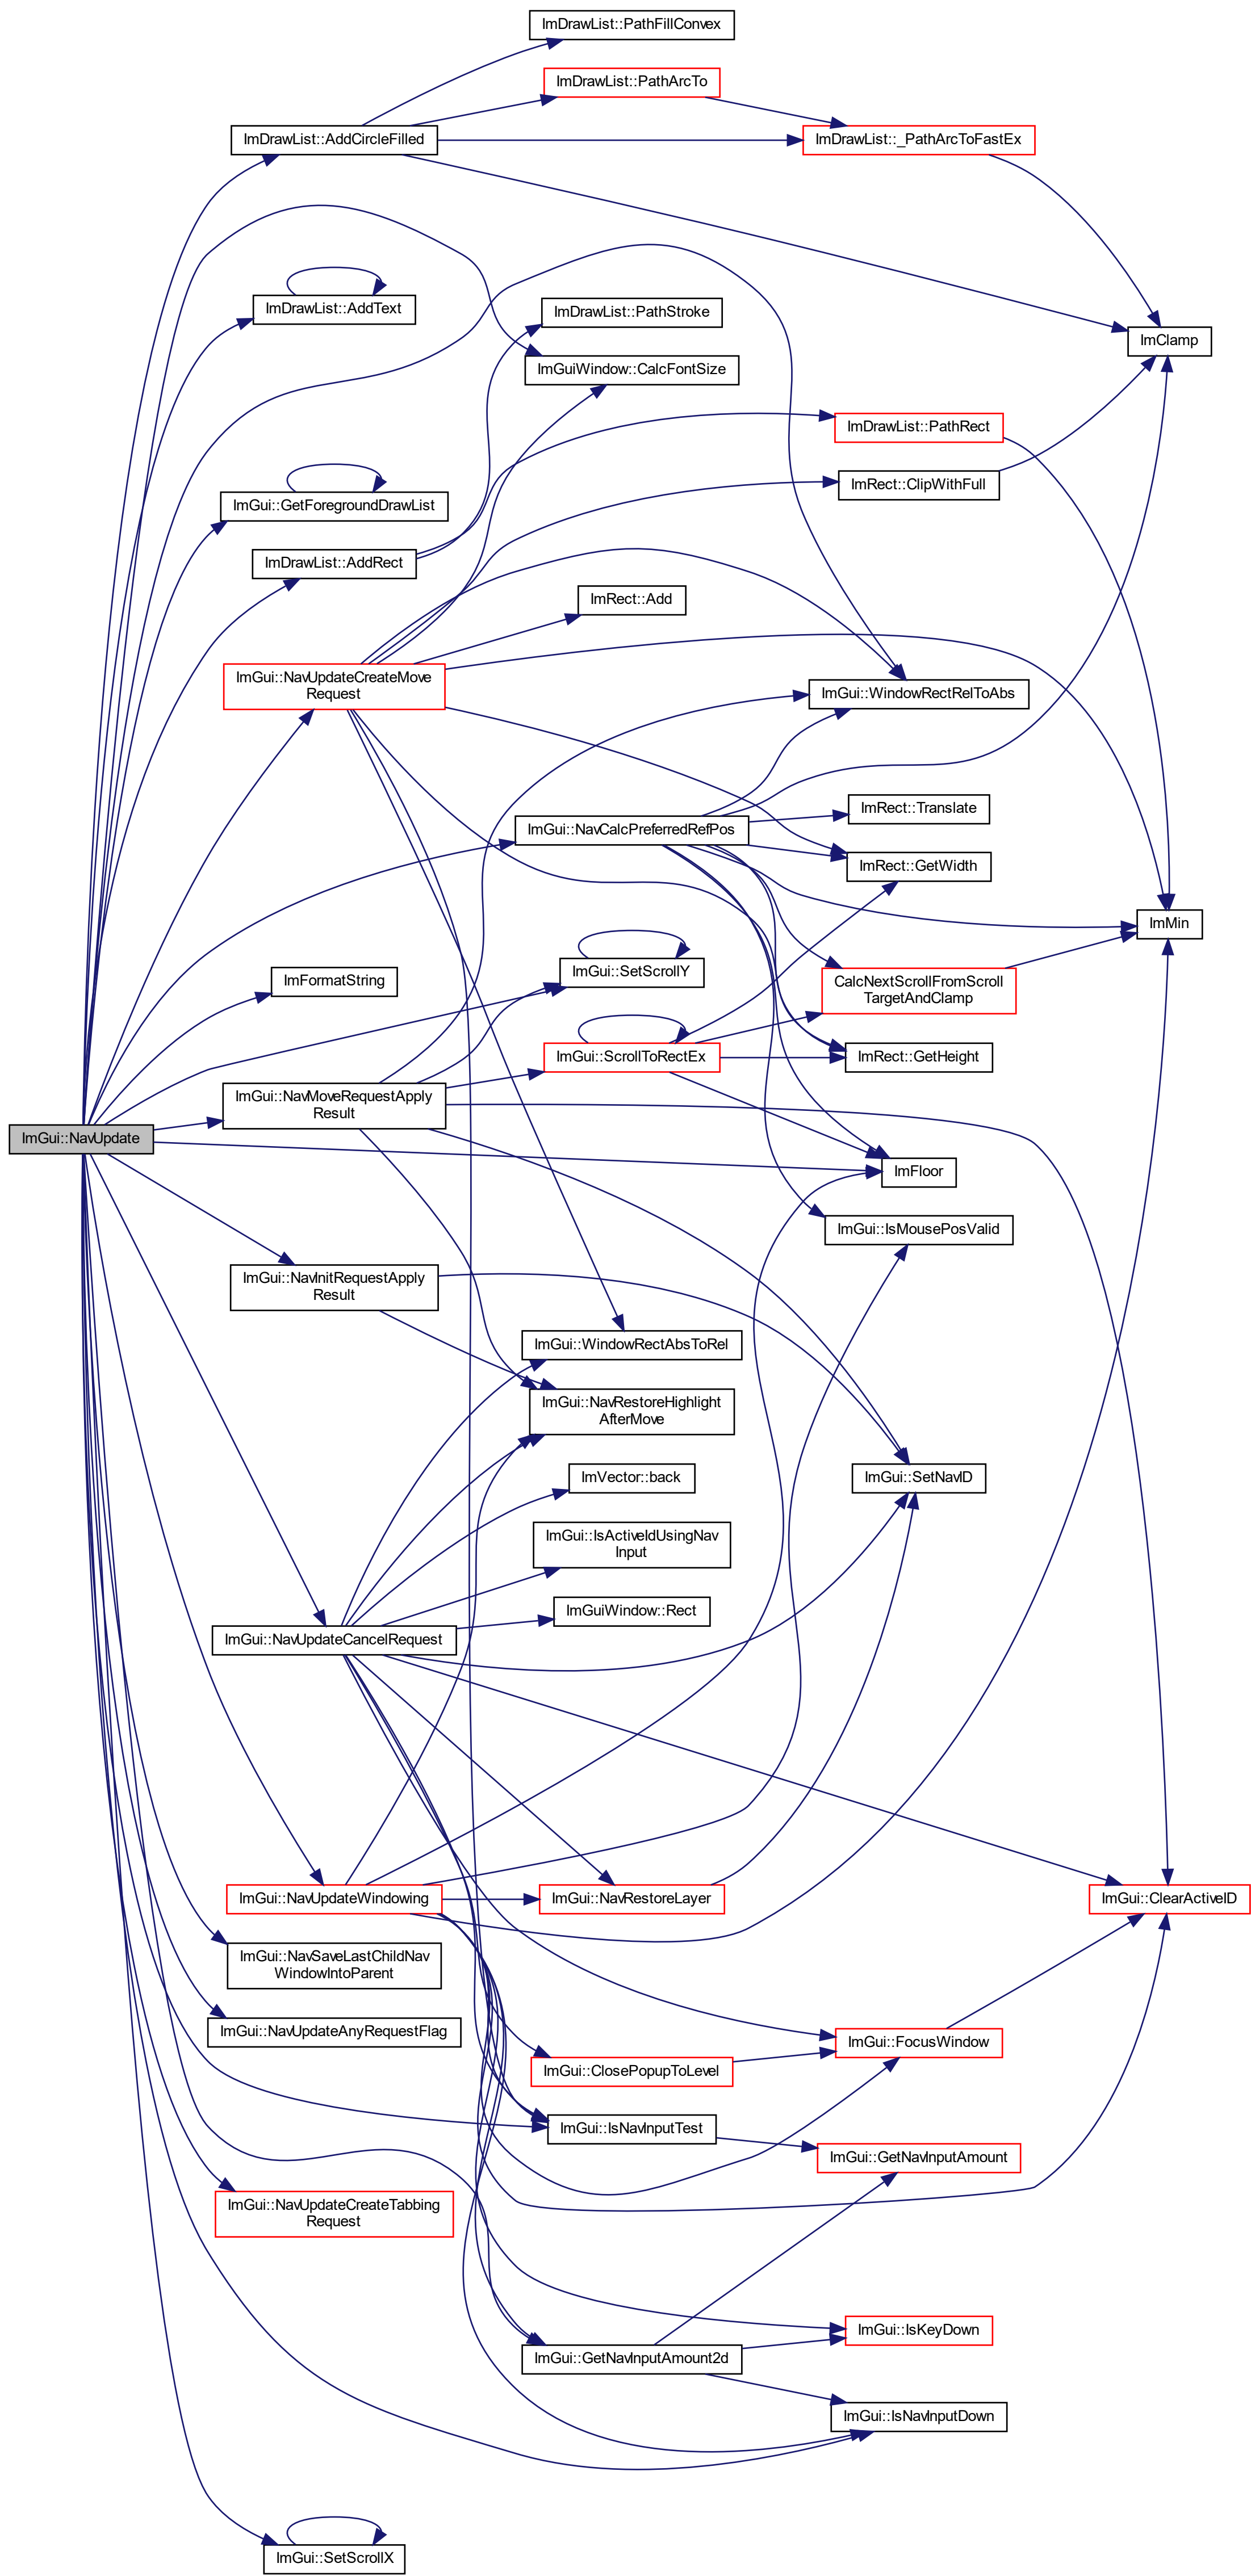 ImDrawList::PathFillConvex
ImDrawList::PathArcTo
ImDrawList::AddCircleFilled
ImDrawList::_PathArcToFastEx
ImDrawList::AddText
ImDrawList::PathStroke
ImClamp
ImGuiWindow::CalcFontSize
ImDrawList::PathRect
ImRect::ClipWithFull
ImGui::GetForegroundDrawList
ImDrawList::AddRect
ImRect::Add
ImGui::NavUpdateCreateMove
Request
ImGui::WindowRectRelToAbs
ImRect::Translate
ImGui::NavCalcPreferredRefPos
ImRect::GetWidth
ImMin
ImFormatString
ImGui::SetScrollY
CalcNextScrollFromScroll
TargetAndClamp
ImGui::ScrollToRectEx
ImRect::GetHeight
ImGui::NavMoveRequestApply
Result
ImGui::NavUpdate
ImFloor
ImGui::IsMousePosValid
ImGui::NavInitRequestApply
Result
ImGui::WindowRectAbsToRel
ImGui::NavRestoreHighlight
AfterMove
ImVector::back
ImGui::SetNavID
ImGui::IsActiveIdUsingNav
Input
ImGuiWindow::Rect
ImGui::NavUpdateCancelRequest
ImGui::NavUpdateWindowing
ImGui::NavRestoreLayer
ImGui::ClearActiveID
ImGui::NavSaveLastChildNav
WindowIntoParent
ImGui::NavUpdateAnyRequestFlag
ImGui::FocusWindow
ImGui::ClosePopupToLevel
ImGui::IsNavInputTest
ImGui::GetNavInputAmount
ImGui::NavUpdateCreateTabbing
Request
ImGui::IsKeyDown
ImGui::GetNavInputAmount2d
ImGui::IsNavInputDown
ImGui::SetScrollX